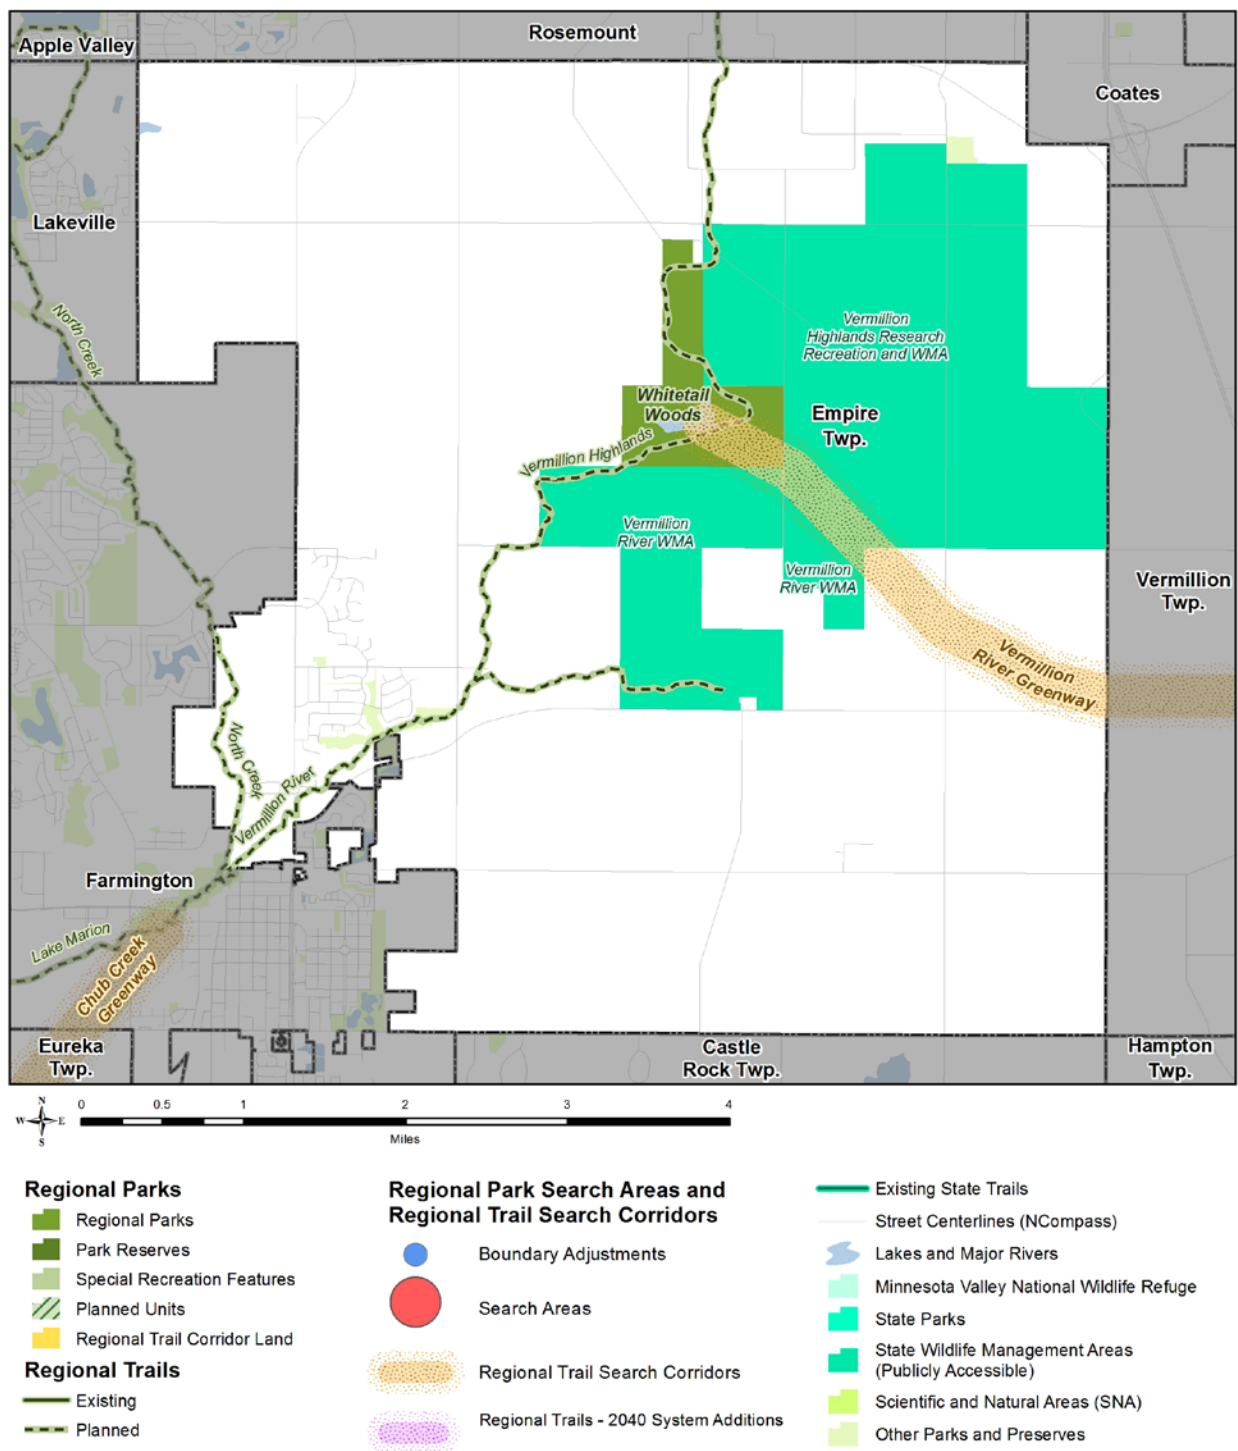 Rosemount
Apple Valley
Coates
Lakeville
North Creek
Vermillion
Highlands Research
Recreation and WMA
Whitetail
Woods
Empire
Twp.
Vermillion Highlands
Vermillion
River WMA
Vermillion
River WMA
Vermillion
Twp.
Vermillion
River Greenway
North Creek
Vermillion River
Farmington
Lake Marion
Chub Creek
Greenway
Eureka
Twp.
Castle
Rock Twp.
Hampton
Twp.
N
W E
S
0 0.5 1 2 3 4
Miles
Regional Parks
Regional Parks
Park Reserves
Special Recreation Features
Planned Units
Regional Trail Corridor Land
Regional Trails
Existing
Planned
Regional Park Search Areas and
Regional Trail Search Corridors
Boundary Adjustments
Search Areas
Regional Trail Search Corridors
Regional Trails - 2040 System Additions
Existing State Trails
Street Centerlines (NCompass)
Lakes and Major Rivers
Minnesota Valley National Wildlife Refuge
State Parks
State Wildlife Management Areas
(Publicly Accessible)
Scientific and Natural Areas (SNA)
Other Parks and Preserves